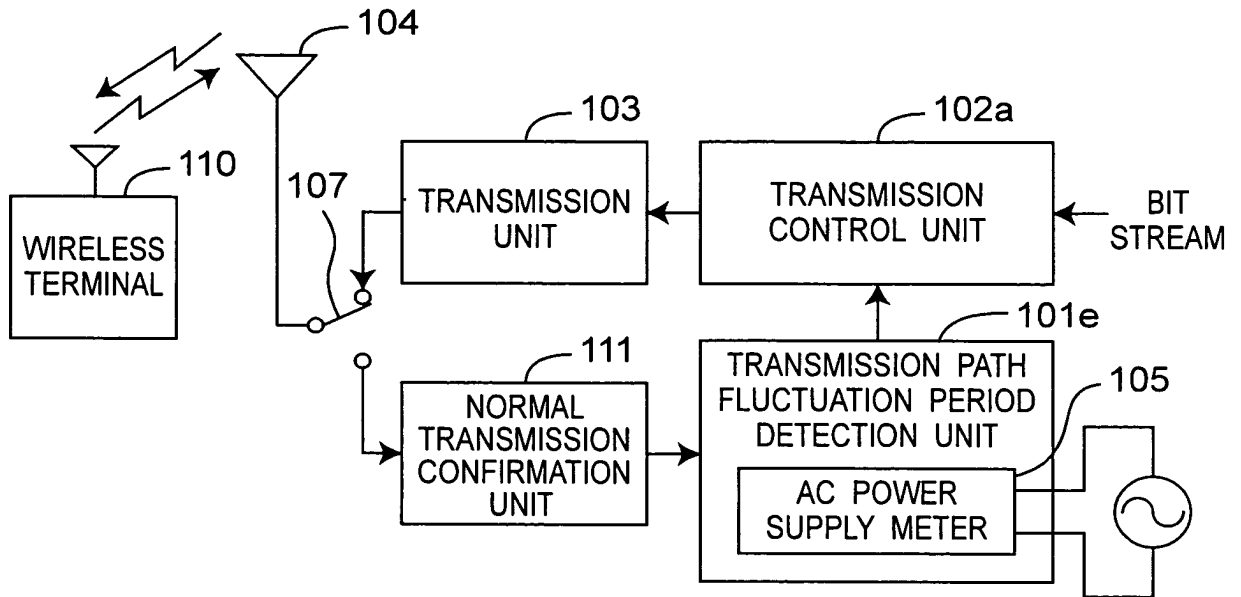 104
103
102a
110
107
TRANSMISSION
UNIT
TRANSMISSION
CONTROL UNIT
BIT
STREAM
WIRELESS
TERMINAL
111
101e
NORMAL
TRANSMISSION
CONFIRMATION
UNIT
TRANSMISSION PATH
FLUCTUATION PERIOD
DETECTION UNIT
105
AC POWER
SUPPLY METER